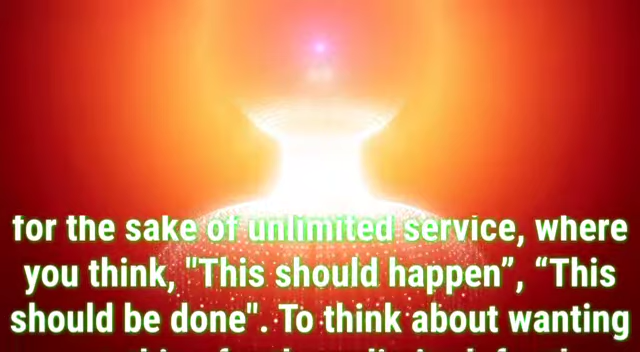 for the sake of unlimited service, where
you think, "This should happen”, “This
should be done". To think about wanting